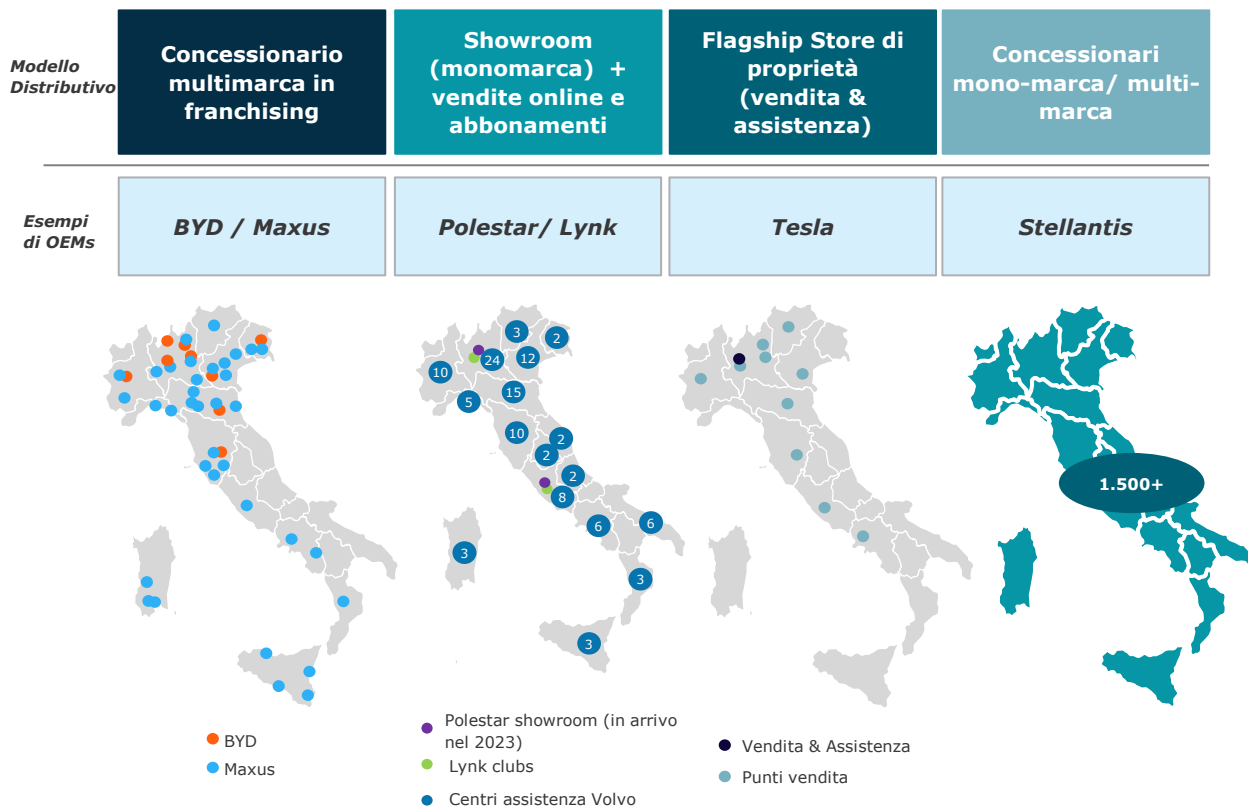 Modello
Distributivo
Concessionario
multimarca in
franchising
Showroom
(monomarca) +
vendite online e
abbonamenti
Flagship Store di
proprietà
(vendita &
assistenza)
Concessionari
mono-marca/ multi-
marca
Esempi
di OEMs
BYD / Maxus
Polestar/ Lynk
Tesla
Stellantis
3
2
24
12
10
15
5
10
2
2
2
8
6
6
3
3
3
1.500+
BYD
Maxus
Polestar showroom (in arrivo
nel 2023)
Lynk clubs
Centri assistenza Volvo
Vendita & Assistenza
Punti vendita